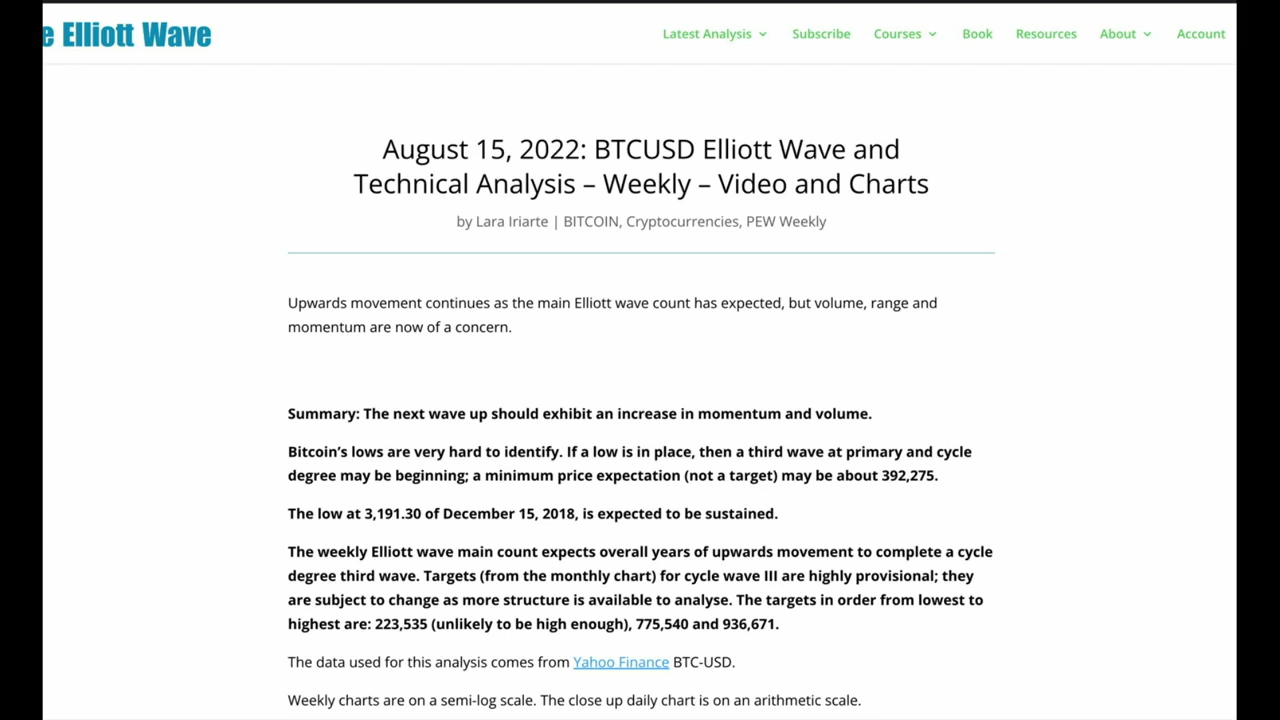 e Elliott Wave
Latest Analysis Subscribe Courses Book Resources About Account
August 15, 2022: BTCUSD Elliott Wave and
Technical Analysis – Weekly – Video and Charts
by Lara Iriarte | BITCOIN, Cryptocurrencies, PEW Weekly
Upwards movement continues as the main Elliott wave count has expected, but volume, range and
momentum are now of a concern.
Summary: The next wave up should exhibit an increase in momentum and volume.
Bitcoin’s lows are very hard to identify. If a low is in place, then a third wave at primary and cycle
degree may be beginning; a minimum price expectation (not a target) may be about 392,275.
The low at 3,191.30 of December 15, 2018, is expected to be sustained.
The weekly Elliott wave main count expects overall years of upwards movement to complete a cycle
degree third wave. Targets (from the monthly chart) for cycle wave III are highly provisional; they
are subject to change as more structure is available to analyse. The targets in order from lowest to
highest are: 223,535 (unlikely to be high enough), 775,540 and 936,671.
The data used for this analysis comes from Yahoo Finance BTC-USD.
Weekly charts are on a semi-log scale. The close up daily chart is on an arithmetic scale.